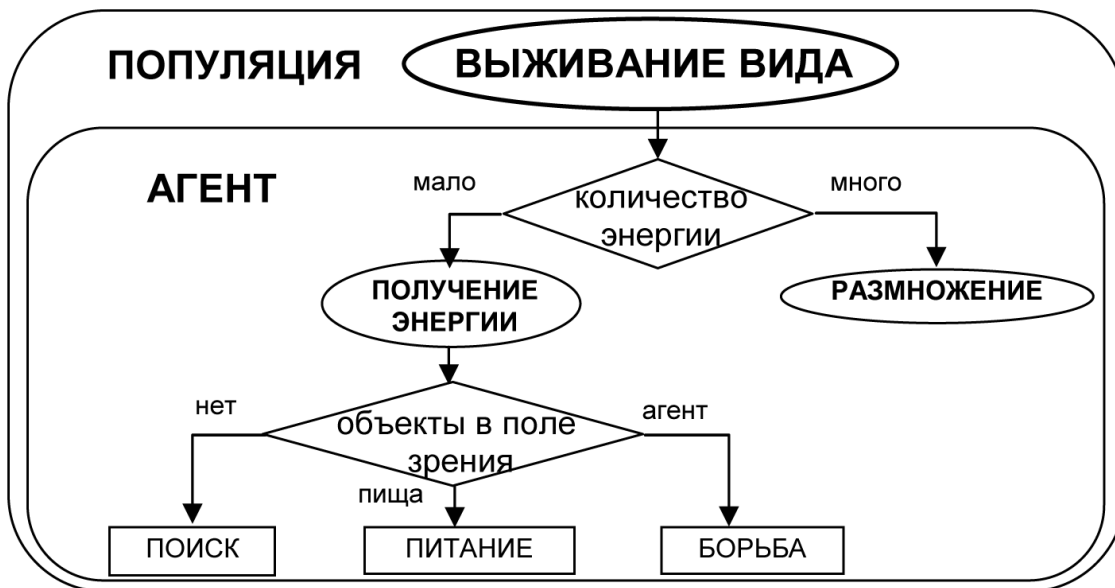 ПОПУЛЯЦИЯ
ВЫЖИВАНИЕ ВИДА
АГЕНТ
мало
количество
энергии
много
ПОЛУЧЕНИЕ
ЭНЕРГИИ
РАЗМНОЖЕНИЕ
нет
объекты в поле
зрения
агент
пища
ПОИСК
ПИТАНИЕ
БОРЬБА